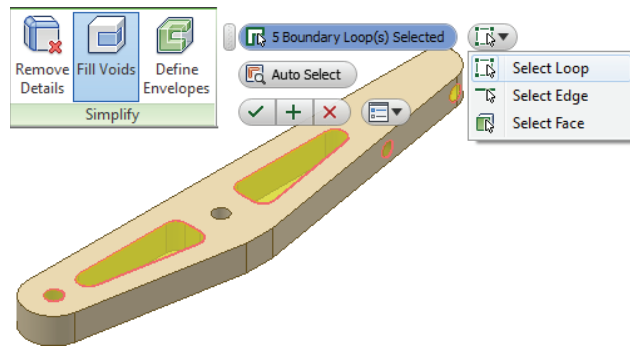 Remove Details
Fill Voids
Define Envelopes
Simplify
5 Boundary Loop(s) Selected
Auto Select
Select Loop
Select Edge
Select Face